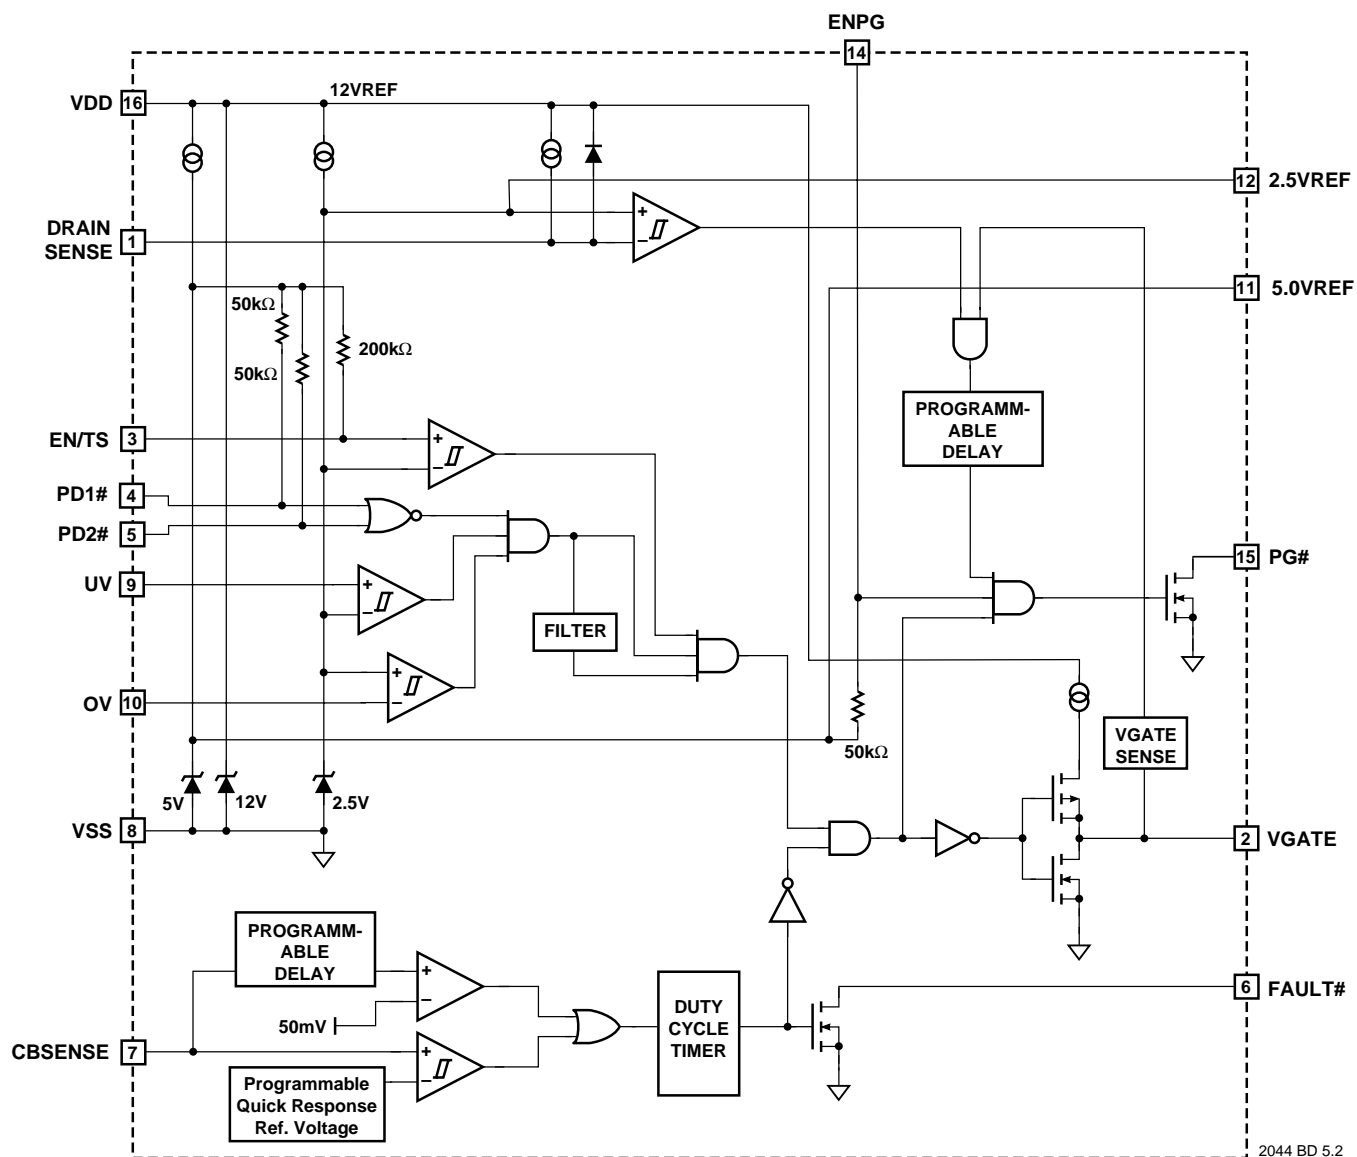 ENPG
14
VDD 16
12VREF
12 2.5VREF
DRAIN
SENSE
1
+
−
11 5.0VREF
50kΩ
50kΩ
200kΩ
PROGRAMM-
ABLE
DELAY
EN/TS 3
+
−
PD1# 4
PD2# 5
15 PG#
UV 9
+
−
FILTER
+
−
OV 10
50kΩ
VGATE
SENSE
5V
12V
2.5V
VSS 8
2 VGATE
PROGRAMM-
ABLE
DELAY
+
−
50mV
DUTY
CYCLE
TIMER
6 FAULT#
CBSENSE 7
+
−
Programmable
Quick Response
Ref. Voltage
2044 BD 5.2